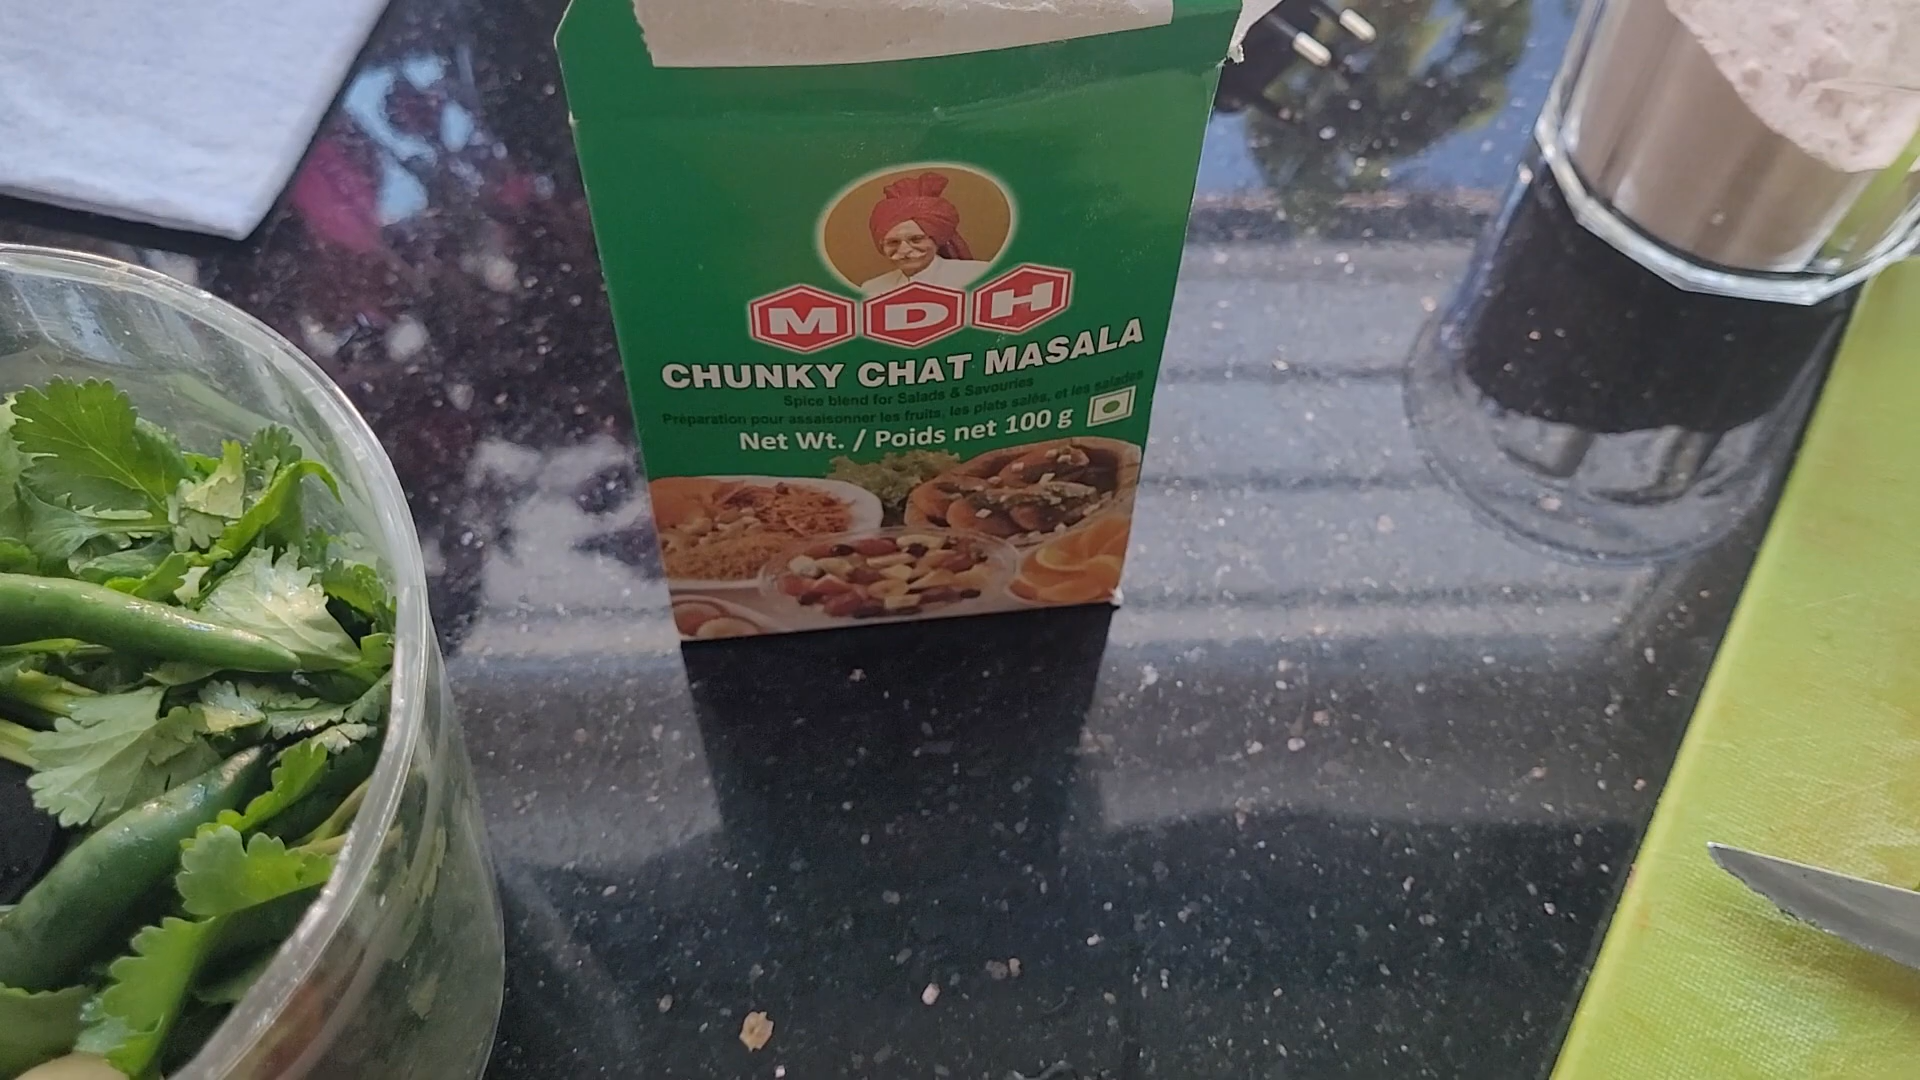 MDH
CHUNKY CHAT MASALA
Spice blend for Salads & Savouries
Préparation pour assaisonner les fruits, les plats salés, et les salades
Net Wt. / Poids net 100 g